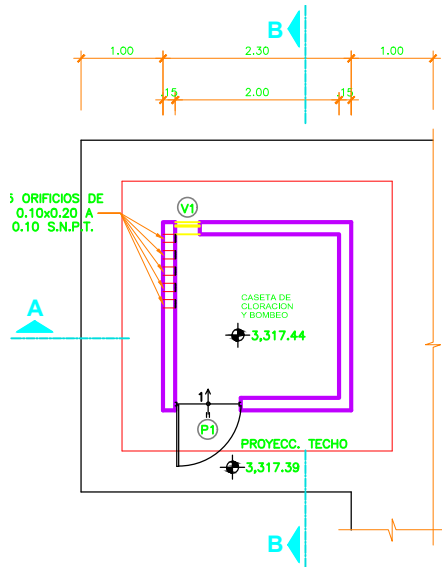 B
1.00 2.30 1.00
.15 2.00 .15
5 ORIFICIOS DE
0.10x0.20 A
0.10 S.N.P.T.
V1
A
CASETA DE
CLORACION
Y BOMBEO
3,317.44
1
P1
PROYECC. TECHO
3,317.39
B